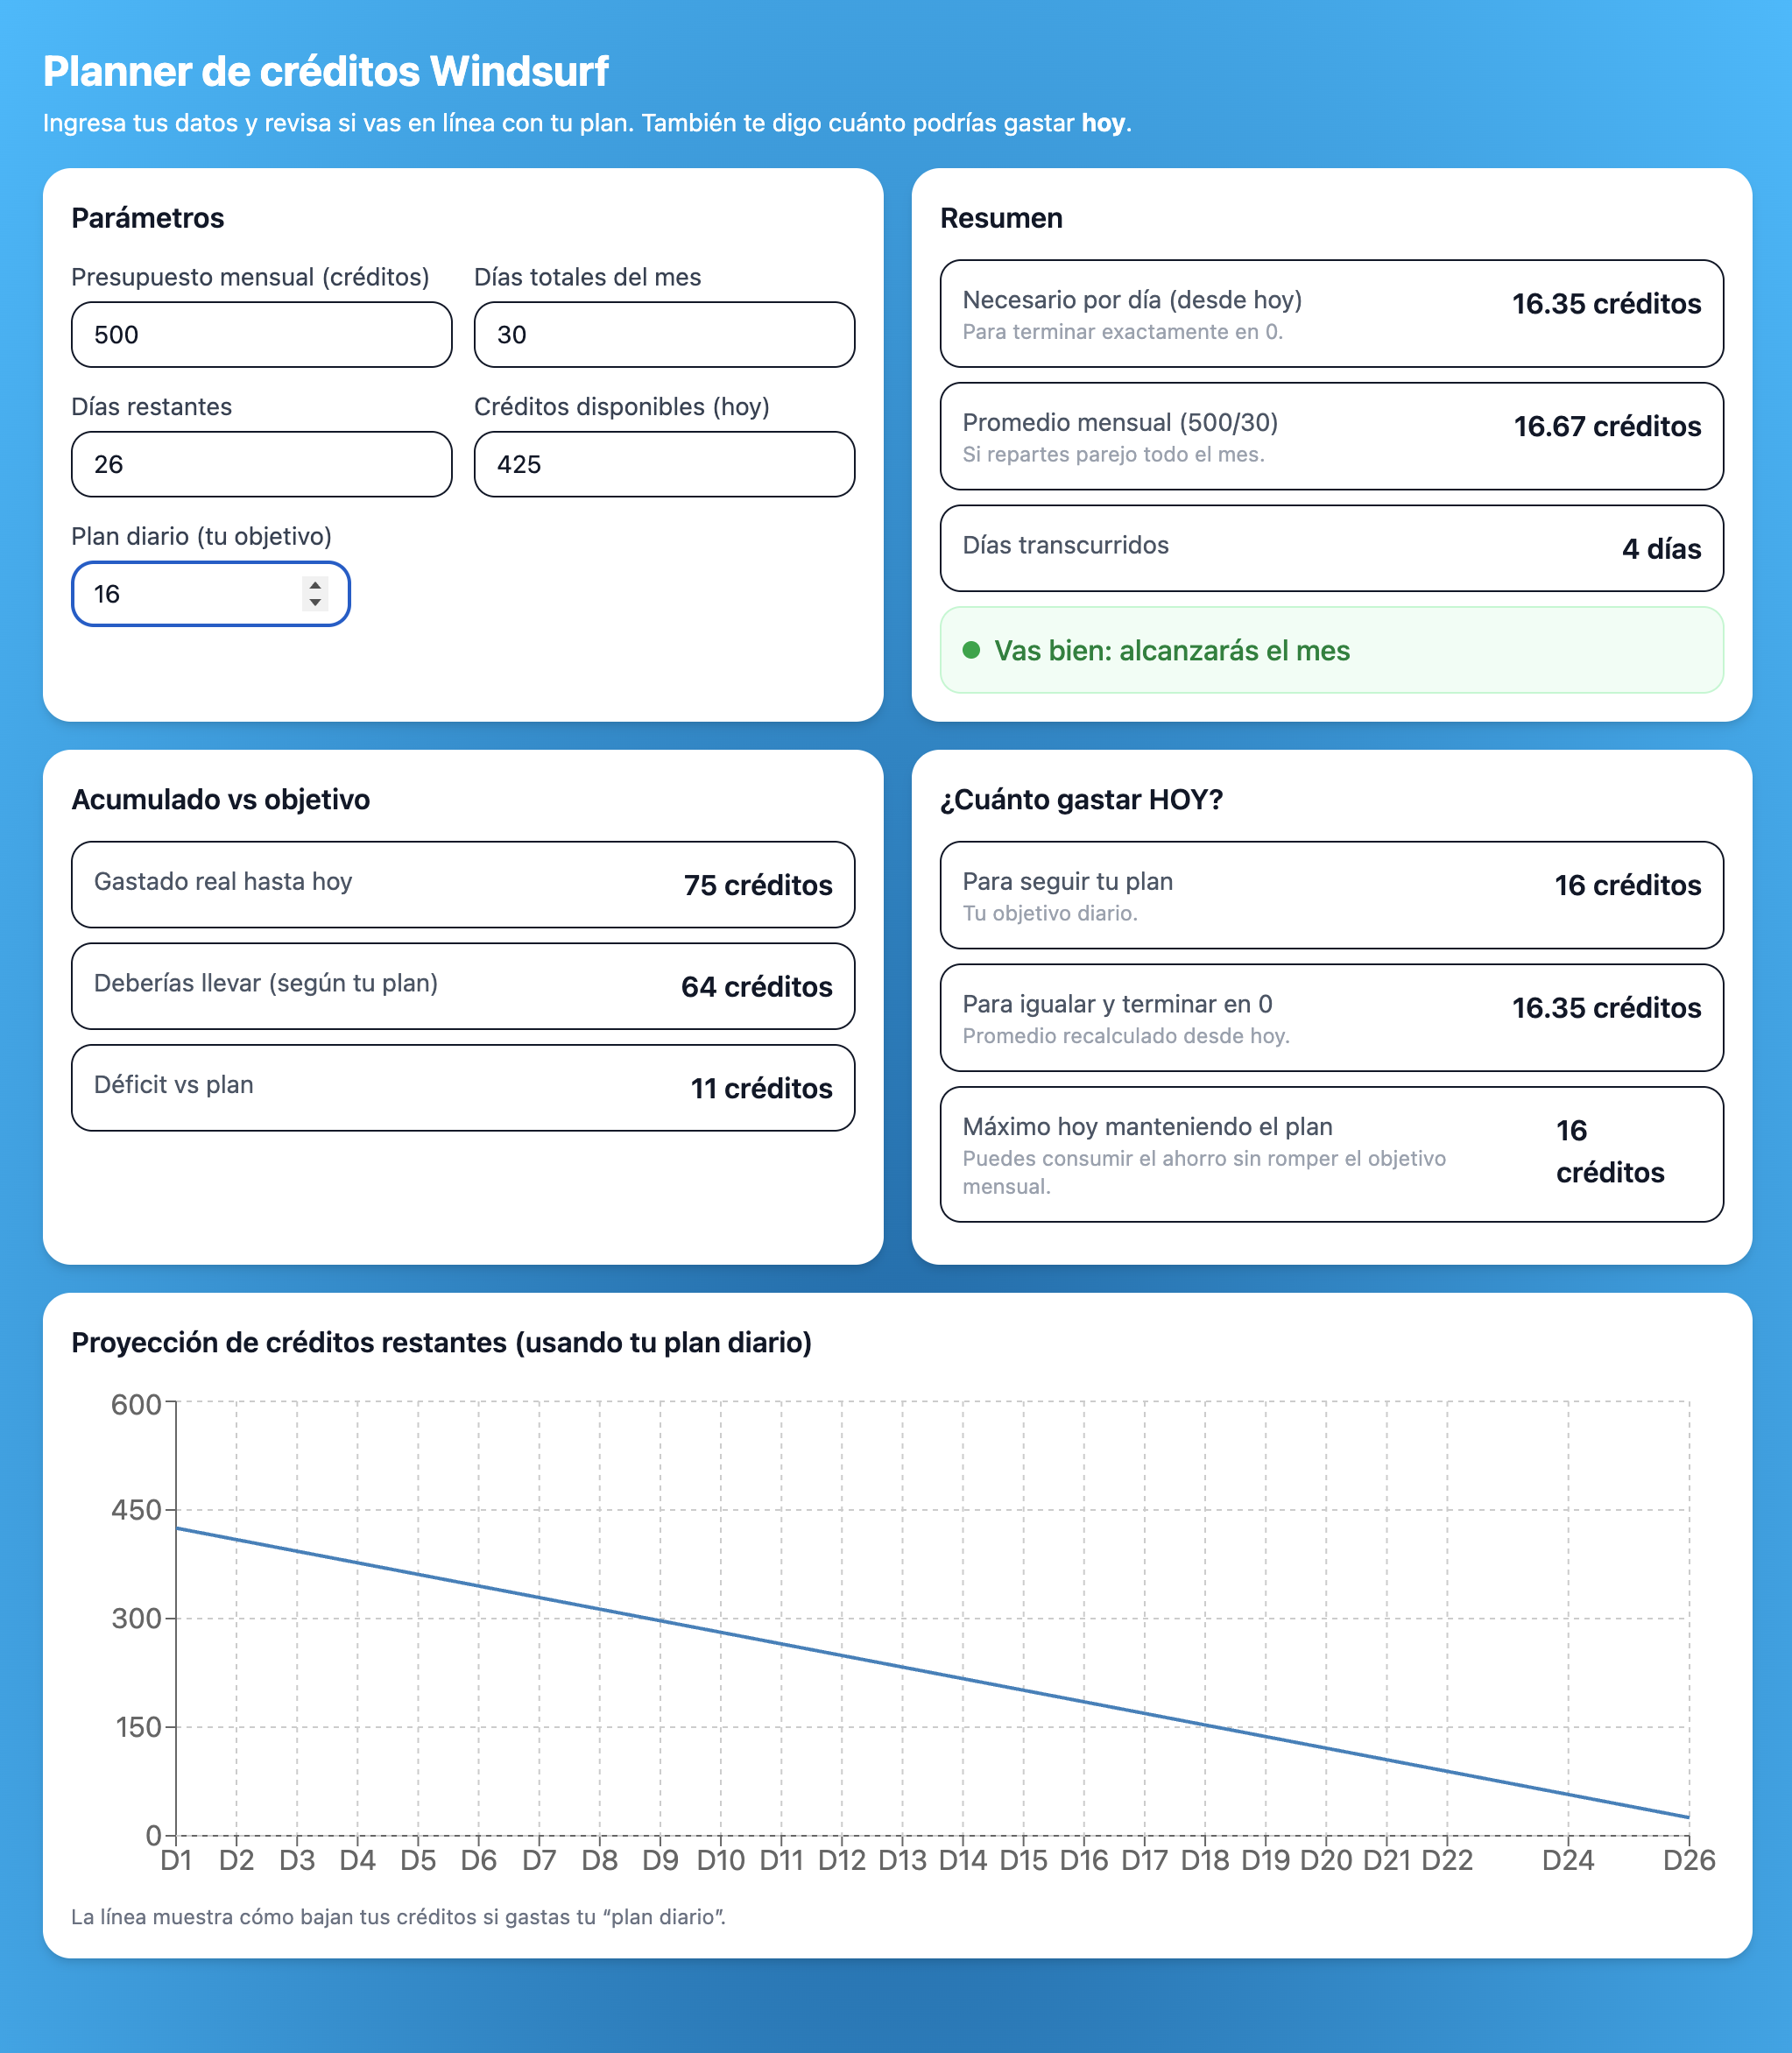 Planner de créditos Windsurf
Ingresa tus datos y revisa si vas en línea con tu plan. También te digo cuánto podrías gastar hoy.
Parámetros
Presupuesto mensual (créditos)
500
Días totales del mes
30
Días restantes
26
Créditos disponibles (hoy)
425
Plan diario (tu objetivo)
16
Resumen
Necesario por día (desde hoy)
Para terminar exactamente en 0.
16.35 créditos
Promedio mensual (500/30)
Si repartes parejo todo el mes.
16.67 créditos
Días transcurridos
4 días
Vas bien: alcanzarás el mes
Acumulado vs objetivo
Gastado real hasta hoy
75 créditos
Deberías llevar (según tu plan)
64 créditos
Déficit vs plan
11 créditos
¿Cuánto gastar HOY?
Para seguir tu plan
Tu objetivo diario.
16 créditos
Para igualar y terminar en 0
Promedio recalculado desde hoy.
16.35 créditos
Máximo hoy manteniendo el plan
Puedes consumir el ahorro sin romper el objetivo
mensual.
16
créditos
Proyección de créditos restantes (usando tu plan diario)
600
450
300
150
0
D1 D2 D3 D4 D5 D6 D7 D8 D9 D10 D11 D12 D13 D14 D15 D16 D17 D18 D19 D20 D21 D22 D24 D26
La línea muestra cómo bajan tus créditos si gastas tu “plan diario”.